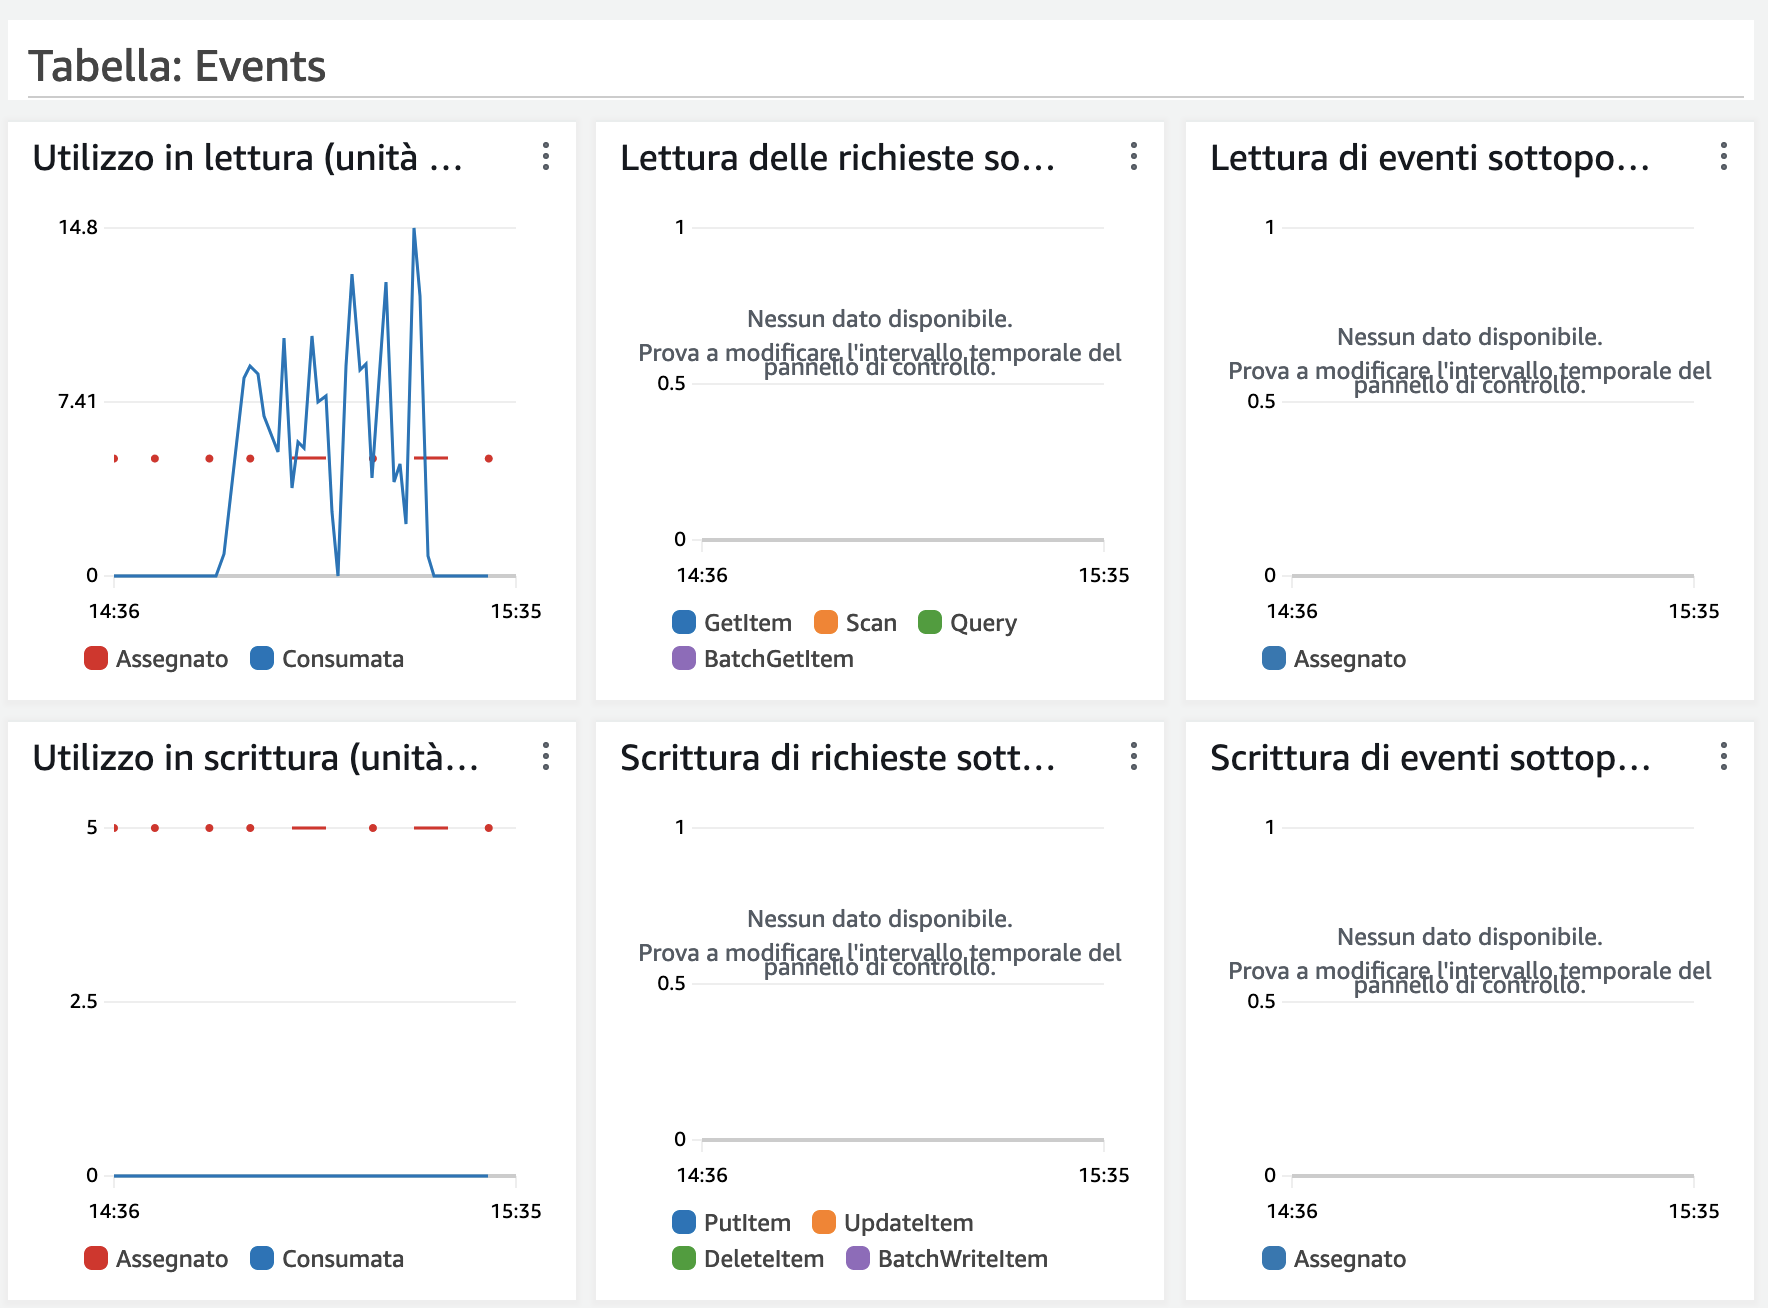 Tabella: Events
Utilizzo in lettura (unità ...
14.8
7.41
0
14:36
15:35
Assegnato
Consumata
Lettura delle richieste so...
1
Nessun dato disponibile.
Prova a modificare l'intervallo temporale del
pannello di controllo.
0.5
0
14:36
15:35
GetItem
Scan
Query
BatchGetItem
Lettura di eventi sottopo...
1
Nessun dato disponibile.
Prova a modificare l'intervallo temporale del
pannello di controllo.
0.5
0
14:36
15:35
Assegnato
Utilizzo in scrittura (unità...
5
2.5
0
14:36
15:35
Assegnato
Consumata
Scrittura di richieste sott...
1
Nessun dato disponibile.
Prova a modificare l'intervallo temporale del
pannello di controllo.
0.5
0
14:36
15:35
PutItem
UpdateItem
DeleteItem
BatchWriteItem
Scrittura di eventi sottop...
1
Nessun dato disponibile.
Prova a modificare l'intervallo temporale del
pannello di controllo.
0.5
0
14:36
15:35
Assegnato